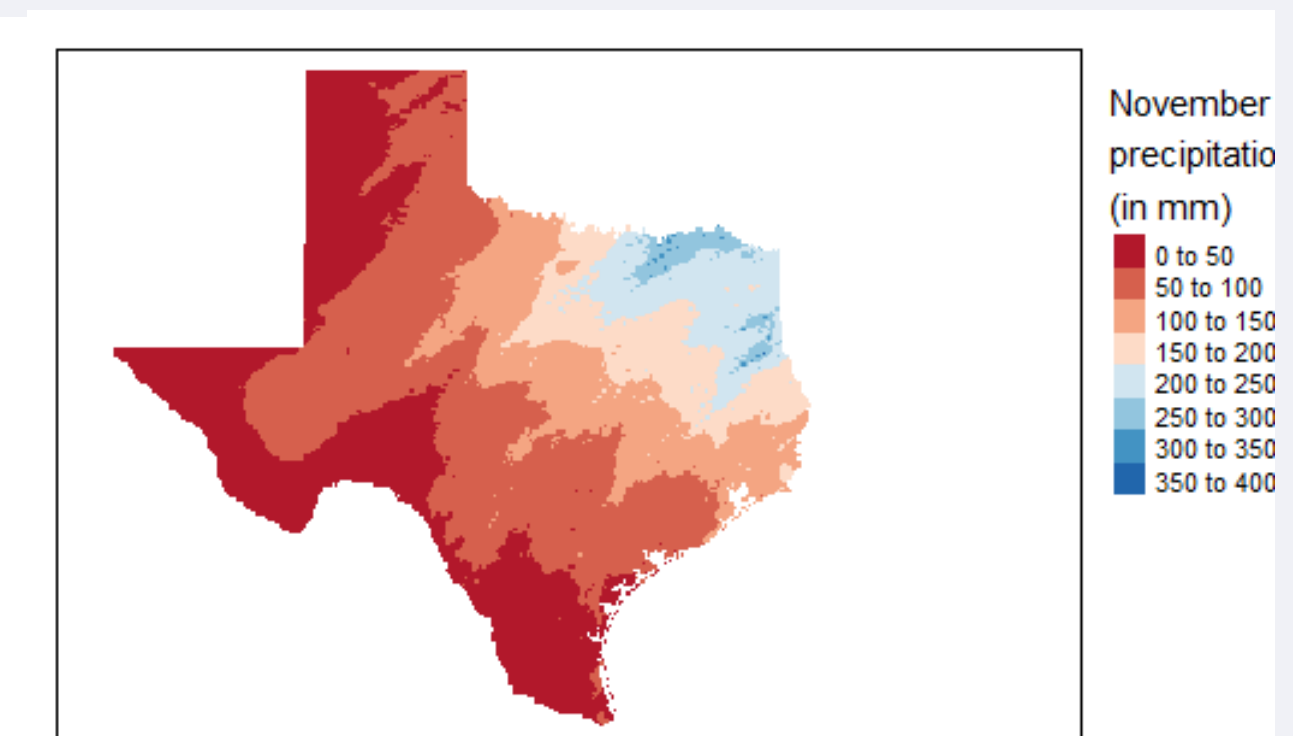 November
precipitatio
(in mm)
0 to 50
50 to 100
100 to 150
150 to 200
200 to 250
250 to 300
300 to 350
350 to 400